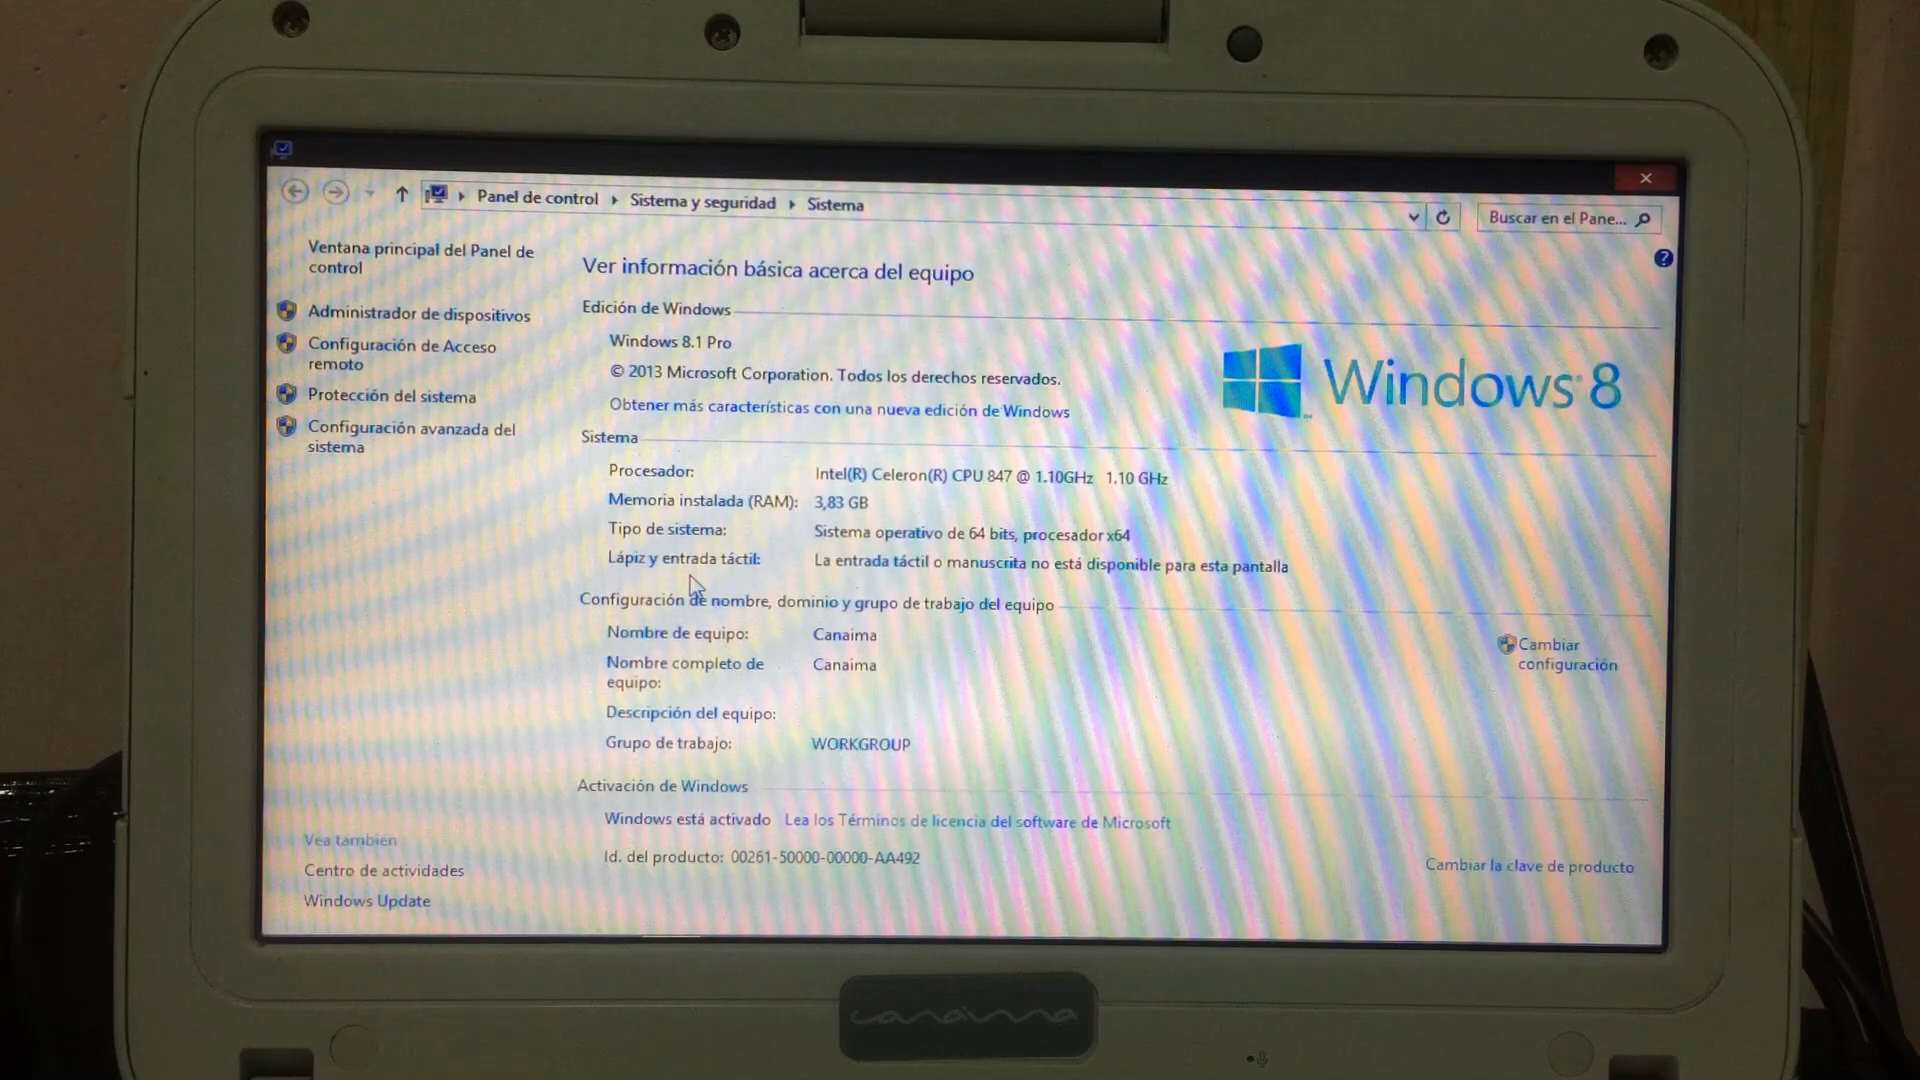 Panel de control Sistema y seguridad Sistema
Buscar en el Pane...
Ventana principal del Panel de
control
Administrador de dispositivos
Configuración de Acceso
remoto
Protección del sistema
Configuración avanzada del
sistema
Ver información básica acerca del equipo
Edición de Windows
Windows 8.1 Pro
© 2013 Microsoft Corporation. Todos los derechos reservados.
Obtener más características con una nueva edición de Windows
Windows 8
Sistema
Procesador: Intel(R) Celeron(R) CPU 847 @ 1.10GHz 1.10 GHz
Memoria instalada (RAM): 3,83 GB
Tipo de sistema: Sistema operativo de 64 bits, procesador x64
Lápiz y entrada táctil: La entrada táctil o manuscrita no está disponible para esta pantalla
Configuración de nombre, dominio y grupo de trabajo del equipo
Nombre de equipo: Canaima
Cambiar
configuración
Nombre completo de Canaima
equipo:
Descripción del equipo:
Grupo de trabajo: WORKGROUP
Activación de Windows
Windows está activado Lea los Términos de licencia del software de Microsoft
Id. del producto: 00261-50000-00000-AA492
Cambiar la clave de producto
Vea también
Centro de actividades
Windows Update
canaima